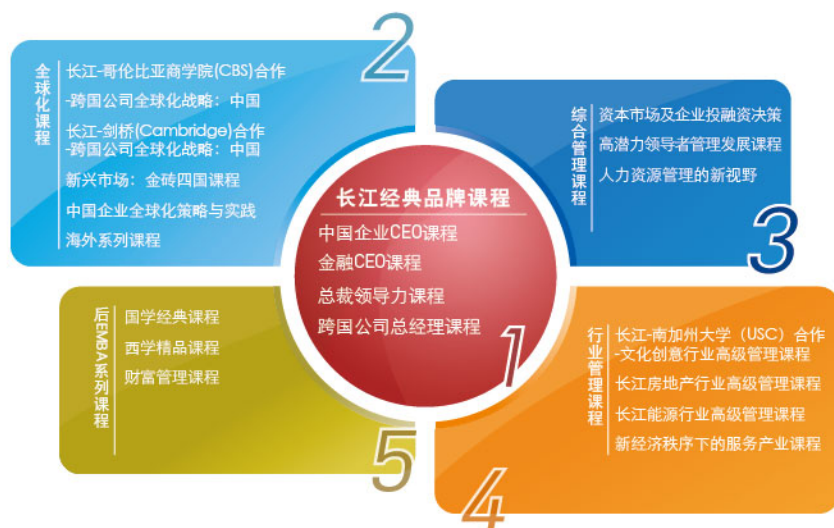 1
长江经典品牌课程
中国企业CEO课程
金融CEO课程
总裁领导力课程
跨国公司总经理课程
2
全球化课程
长江-哥伦比亚商学院(CBS)合作
-跨国公司全球化战略：中国
长江-剑桥(Cambridge)合作
-跨国公司全球化战略：中国
新兴市场：金砖四国课程
中国企业全球化策略与实践
海外系列课程
3
综合管理课程
资本市场及企业投融资决策
高潜力领导者管理发展课程
人力资源管理的新视野
4
行业管理课程
长江-南加州大学（USC）合作
-文化创意行业高级管理课程
长江房地产行业高级管理课程
长江能源行业高级管理课程
新经济秩序下的服务产业课程
5
后EMBA系列课程
国学经典课程
西学精品课程
财富管理课程